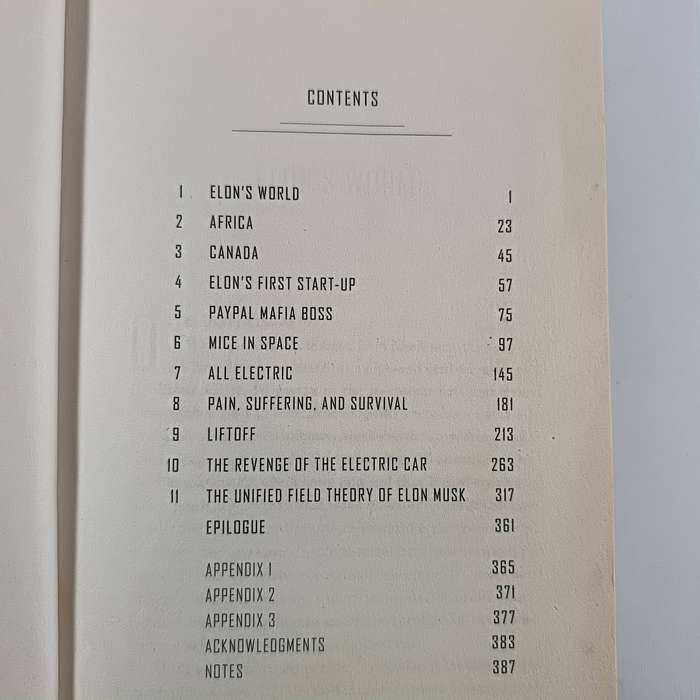 CONTENTS
1 ELON'S WORLD 1
2 AFRICA 23
3 CANADA 45
4 ELON'S FIRST START-UP 57
5 PAYPAL MAFIA BOSS 75
6 MICE IN SPACE 97
7 ALL ELECTRIC 145
8 PAIN, SUFFERING, AND SURVIVAL 181
9 LIFTOFF 213
10 THE REVENGE OF THE ELECTRIC CAR 263
11 THE UNIFIED FIELD THEORY OF ELON MUSK 317
EPILOGUE 361
APPENDIX 1 365
APPENDIX 2 371
APPENDIX 3 377
ACKNOWLEDGMENTS 383
NOTES 387